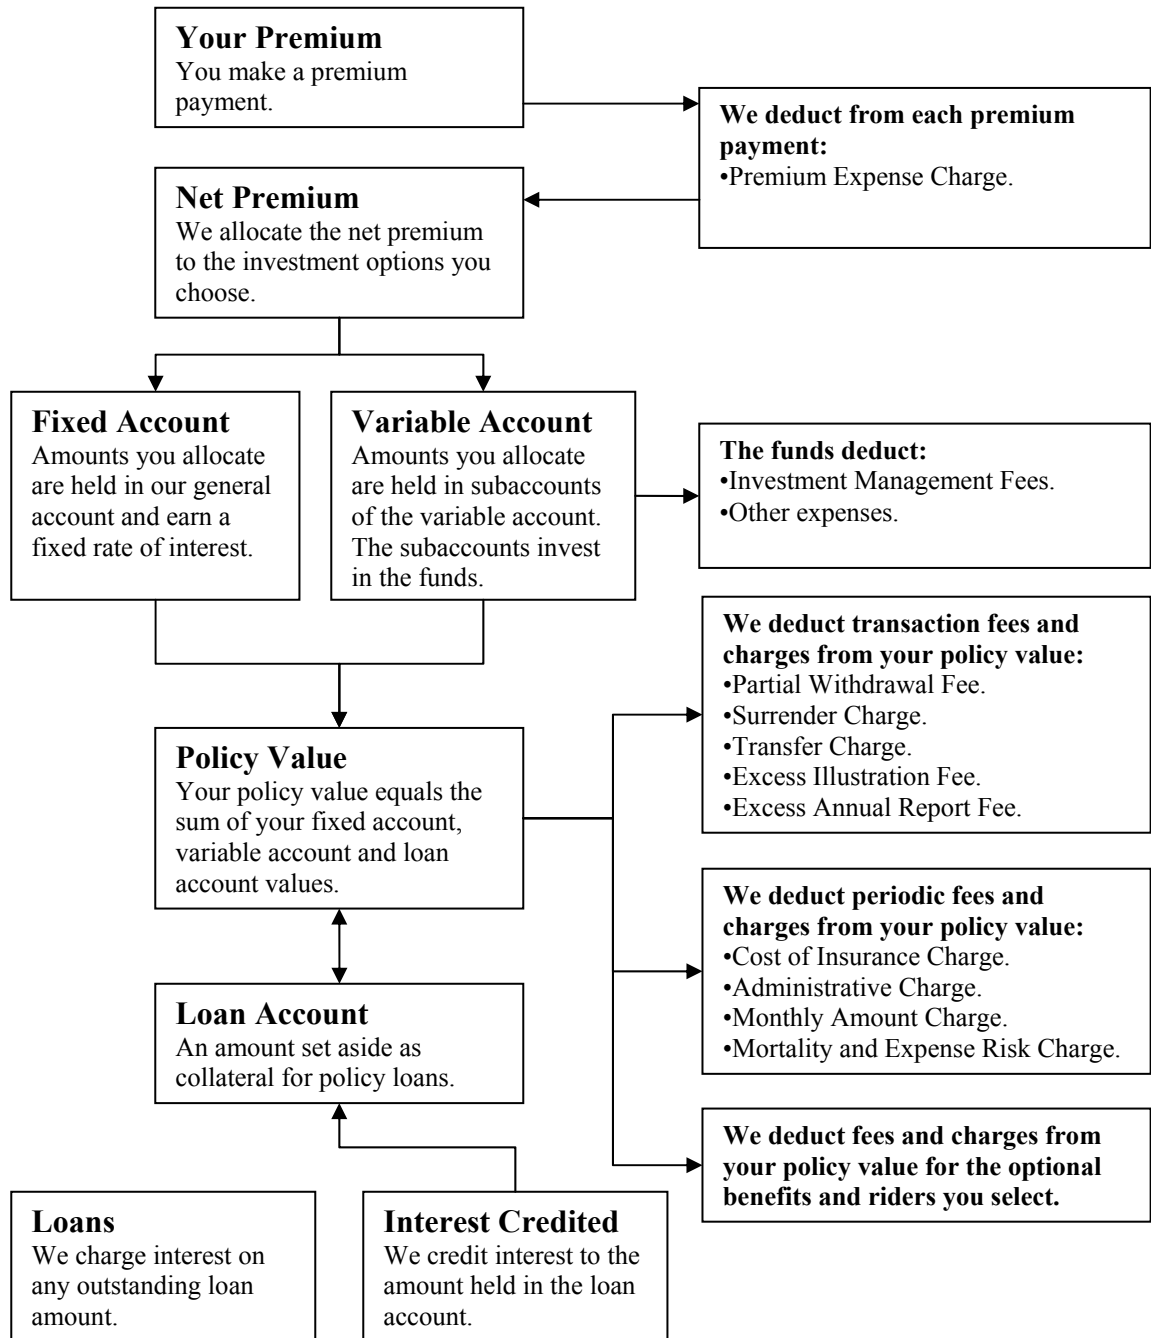 Your Premium
You make a premium
payment.
We deduct from each premium
payment:
•Premium Expense Charge.
Net Premium
We allocate the net premium
to the investment options you
choose.
Fixed Account
Amounts you allocate
are held in our general
account and earn a
fixed rate of interest.
Variable Account
Amounts you allocate
are held in subaccounts
of the variable account.
The subaccounts invest
in the funds.
The funds deduct:
•Investment Management Fees.
•Other expenses.
We deduct transaction fees and
charges from your policy value:
•Partial Withdrawal Fee.
•Surrender Charge.
•Transfer Charge.
•Excess Illustration Fee.
•Excess Annual Report Fee.
Policy Value
Your policy value equals the
sum of your fixed account,
variable account and loan
account values.
We deduct periodic fees and
charges from your policy value:
•Cost of Insurance Charge.
•Administrative Charge.
•Monthly Amount Charge.
•Mortality and Expense Risk Charge.
Loan Account
An amount set aside as
collateral for policy loans.
We deduct fees and charges from
your policy value for the optional
benefits and riders you select.
Loans
We charge interest on
any outstanding loan
amount.
Interest Credited
We credit interest to the
amount held in the loan
account.